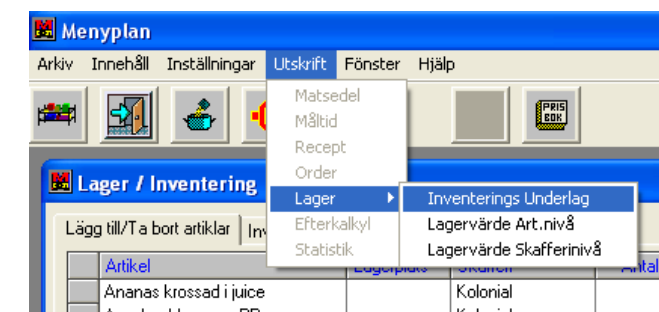 Menyplan
Arkiv Innehåll Inställningar Utskrift Fönster Hjälp
PRIS
BOK
Matsedel
Måltid
Recept
Order
Lager
Efterkalkyl
Statistik
Inventerings Underlag
Lagervärde Art.nivå
Lagervärde Skafferinivå
Lager / Inventering
Lägg till/Ta bort artiklar
Artikel
Ananas krossad i juice Kolonial